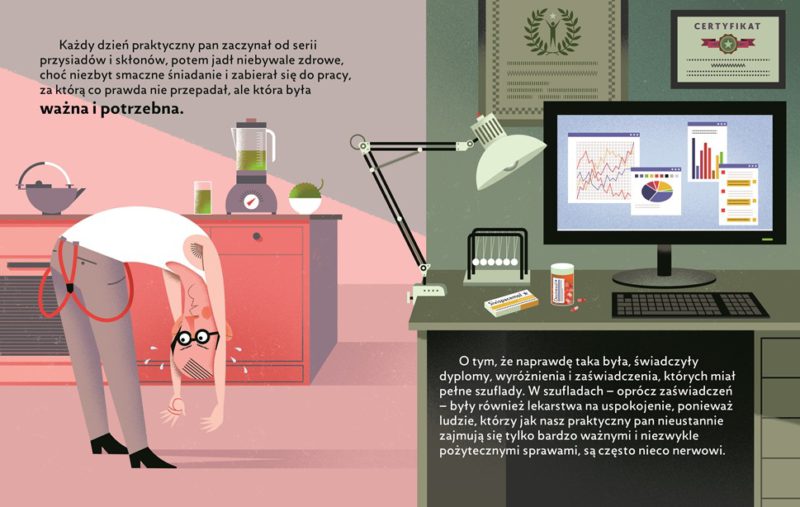 Każdy dzień praktyczny pan zaczynał od serii
przysiadów i skłonów, potem jadł niebywale zdrowe,
choć niezbyt smaczne śniadanie i zabierał się do pracy,
za którą co prawda nie przepadał, ale która była
ważna i potrzebna.
CERTYFIKAT
O tym, że naprawdę taka była, świadczyły
dyplomy, wyróżnienia i zaświadczenia, których miał
pełne szuflady. W szufladach – oprócz zaświadczeń
– były również lekarstwa na uspokojenie, ponieważ
ludzie, którzy jak nasz praktyczny pan nieustannie
zajmują się tylko bardzo ważnymi i niezwykle
pożytecznymi sprawami, są często nieco nerwowi.